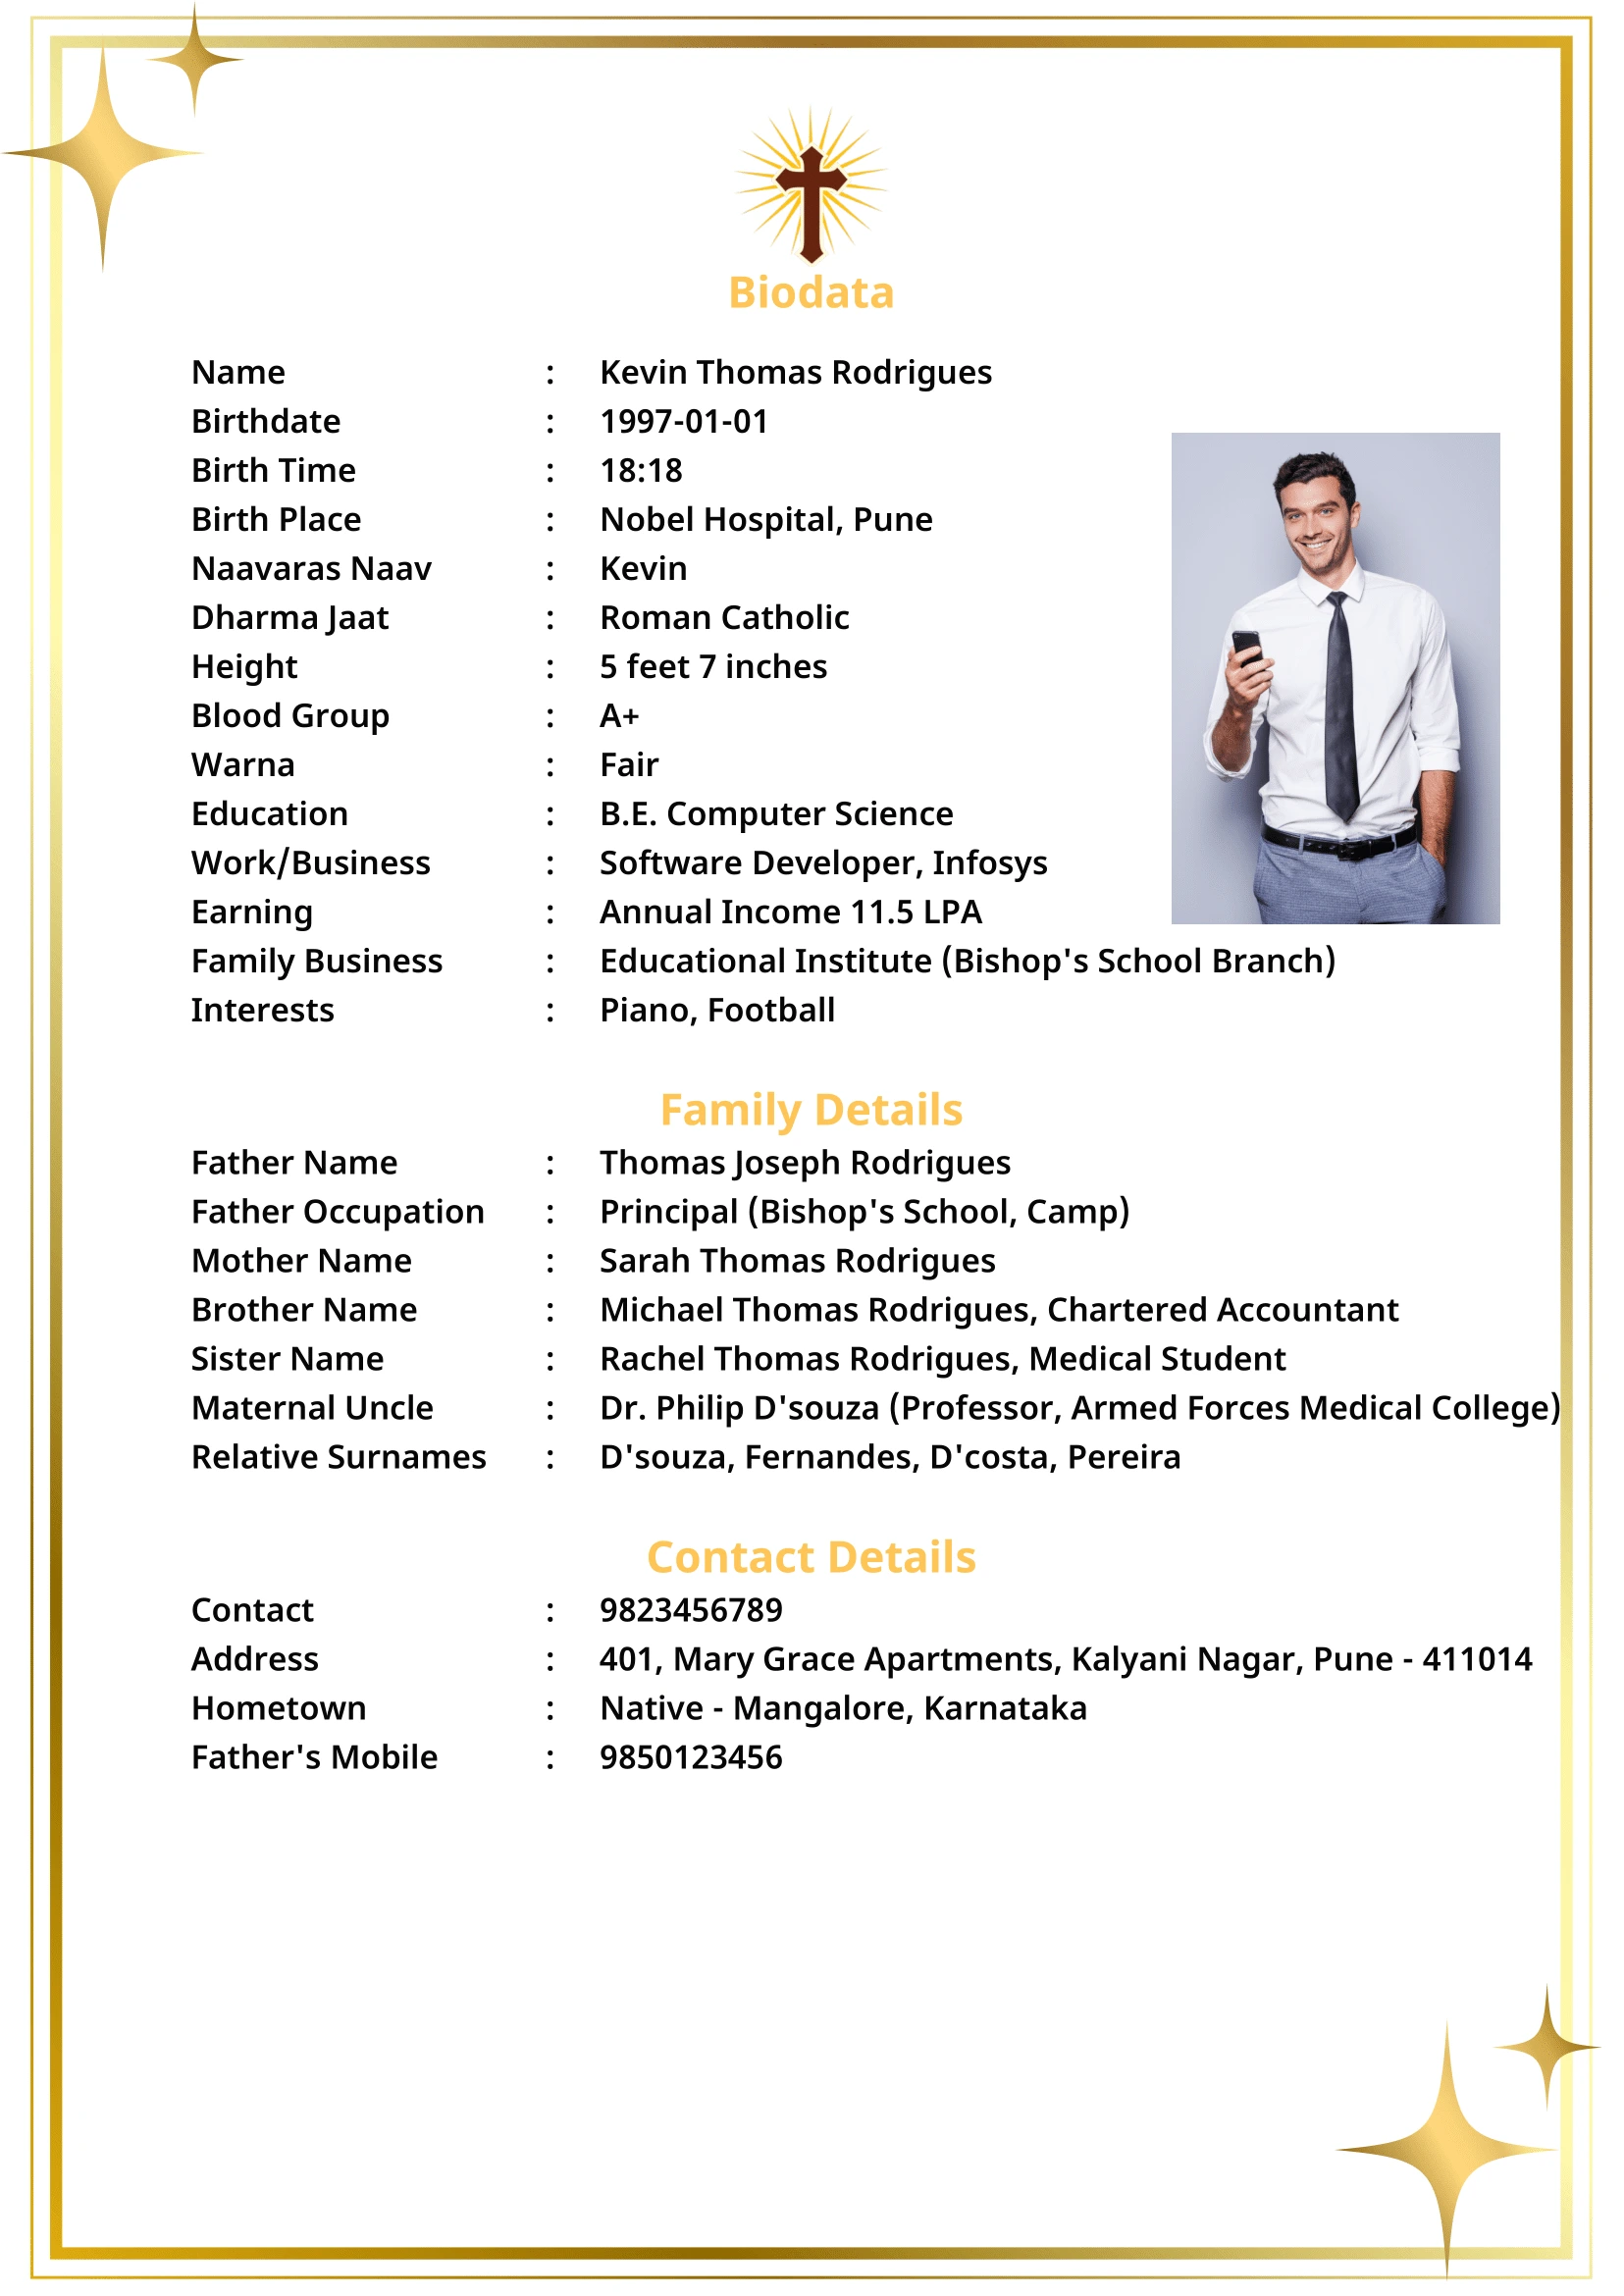 Biodata
Name : Kevin Thomas Rodrigues
Birthdate : 1997-01-01
Birth Time : 18:18
Birth Place : Nobel Hospital, Pune
Naavaras Naav : Kevin
Dharma Jaat : Roman Catholic
Height : 5 feet 7 inches
Blood Group : A+
Warna : Fair
Education : B.E. Computer Science
Work/Business : Software Developer, Infosys
Earning : Annual Income 11.5 LPA
Family Business : Educational Institute (Bishop's School Branch)
Interests : Piano, Football
Family Details
Father Name : Thomas Joseph Rodrigues
Father Occupation : Principal (Bishop's School, Camp)
Mother Name : Sarah Thomas Rodrigues
Brother Name : Michael Thomas Rodrigues, Chartered Accountant
Sister Name : Rachel Thomas Rodrigues, Medical Student
Maternal Uncle : Dr. Philip D'souza (Professor, Armed Forces Medical College)
Relative Surnames : D'souza, Fernandes, D'costa, Pereira
Contact Details
Contact : 9823456789
Address : 401, Mary Grace Apartments, Kalyani Nagar, Pune - 411014
Hometown : Native - Mangalore, Karnataka
Father's Mobile : 9850123456